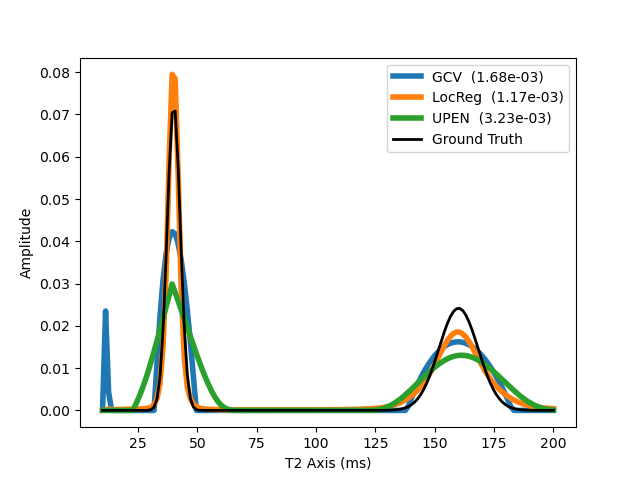 GCV (1.68e-03)
LocReg (1.17e-03)
UPEN (3.23e-03)
Ground Truth
Amplitude
0.08
0.07
0.06
0.05
0.04
0.03
0.02
0.01
0.00
25 50 75 100 125 150 175 200
T2 Axis (ms)